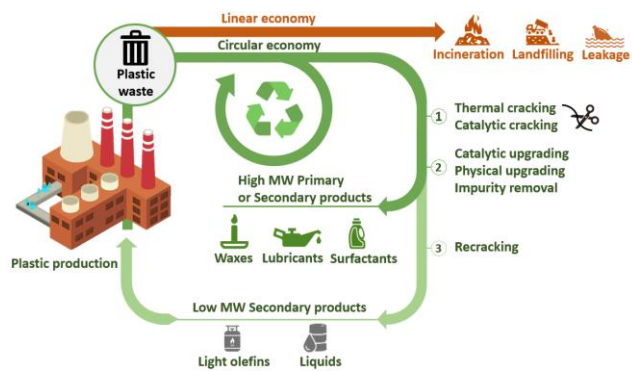 Linear economy
Circular economy
Plastic
waste
Incineration
Landfilling
Leakage
1
Thermal cracking
Catalytic cracking
2
Catalytic upgrading
Physical upgrading
Impurity removal
High MW Primary
or Secondary products
Waxes
Lubricants
Surfactants
3
Recracking
Plastic production
Low MW Secondary products
Light olefins
Liquids